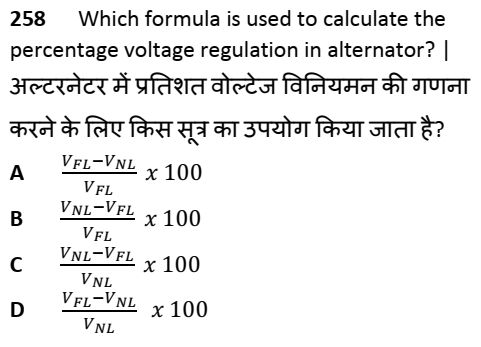 258 Which formula is used to calculate the
percentage voltage regulation in alternator? |
अल्टरनेटर में प्रतिशत वोल्टेज विनियमन की गणना
करने के लिए किस सूत्र का उपयोग किया जाता है?
A \frac{V_{FL}-V_{NL}}{V_{FL}} x 100
B \frac{V_{NL}-V_{FL}}{V_{FL}} x 100
C \frac{V_{NL}-V_{FL}}{V_{NL}} x 100
D \frac{V_{FL}-V_{NL}}{V_{NL}} x 100